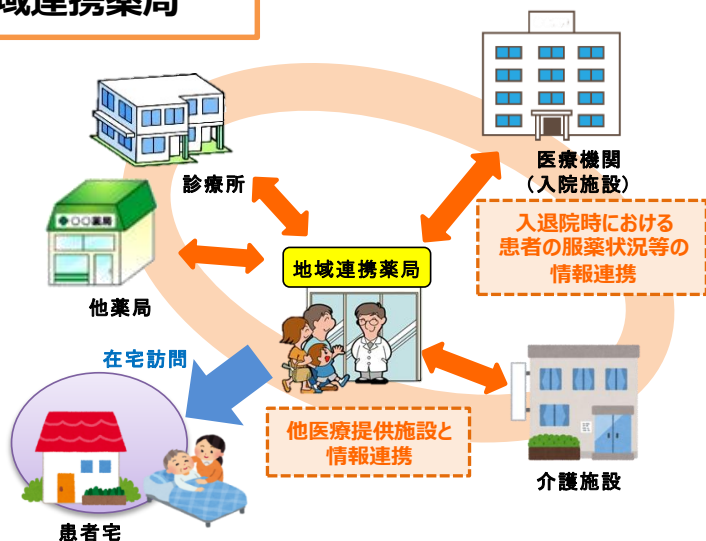 域連携薬局
診療所
医療機関
（入院施設）
入退院時における
患者の服薬状況等の
情報連携
○○薬局
他薬局
地域連携薬局
在宅訪問
他医療提供施設と
情報連携
介護施設
患者宅